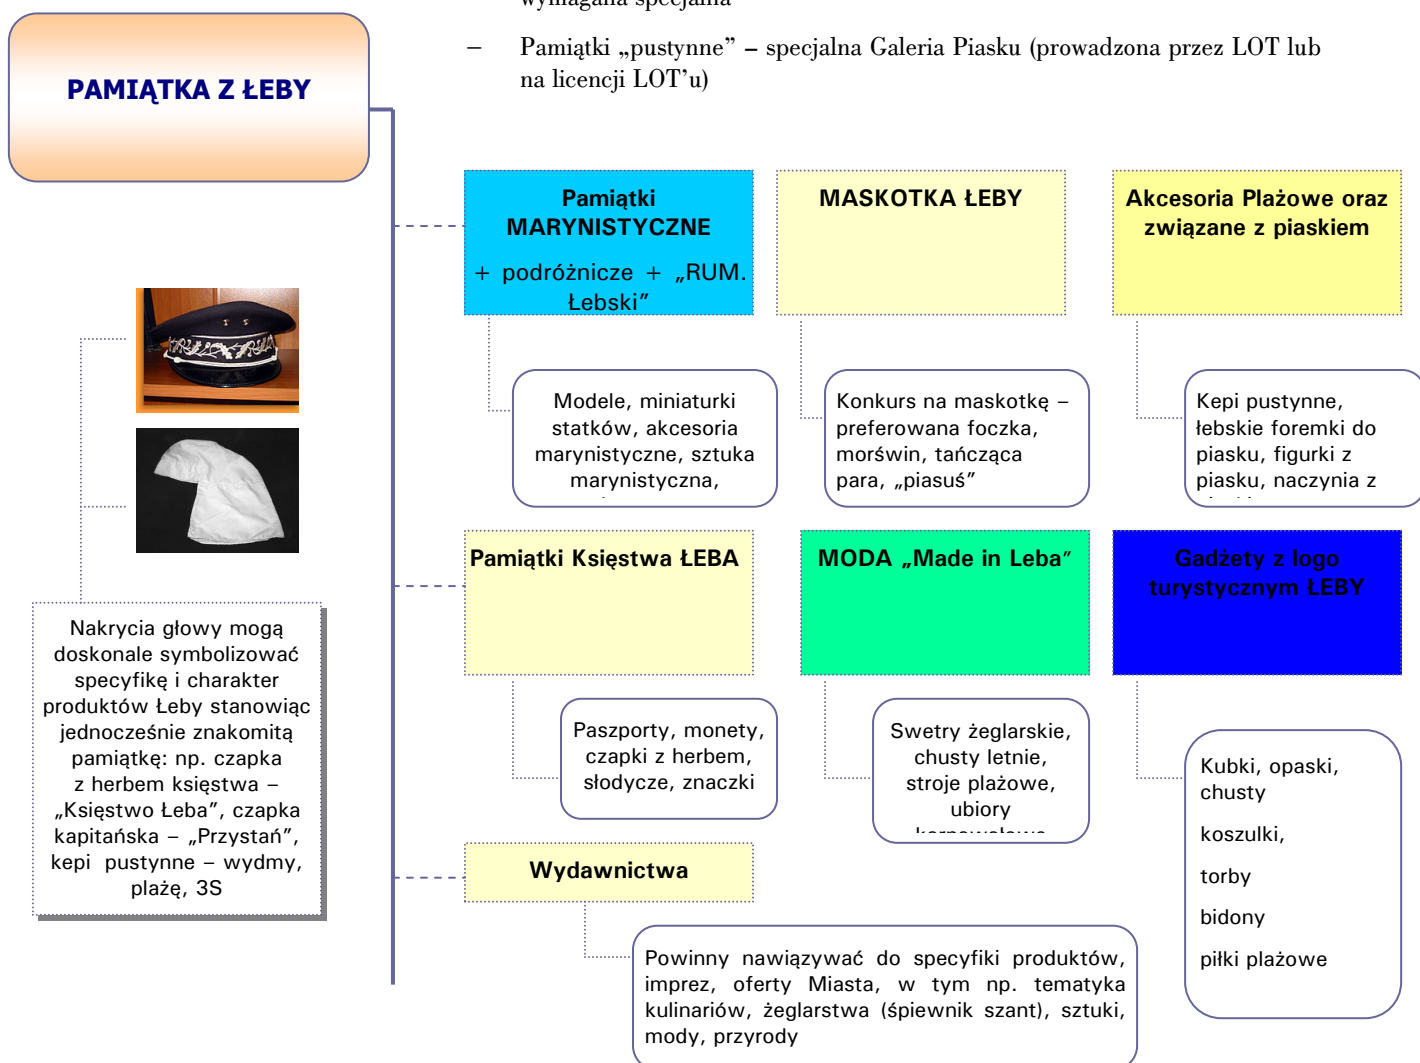 wymagana specjalna
– Pamiątki „pustynne” – specjalna Galeria Piasku (prowadzona przez LOT lub
na licencji LOT’u)
PAMIĄTKA Z ŁEBY
Pamiątki
MARYNISTYCZNE
+ podróżnicze + „RUM.
Łebski”
MASKOTKA ŁEBY
Akcesoria Plażowe oraz
związane z piaskiem
Modele, miniaturki
statków, akcesoria
marynistyczne, sztuka
marynistyczna,
Konkurs na maskotkę –
preferowana foczka,
morświn, tańcząca
para, „piasuś”
Kepi pustynne,
łebskie foremki do
piasku, figurki z
piasku, naczynia z
Pamiątki Księstwa ŁEBA
MODA „Made in Leba”
Gadżety z logo
turystycznym ŁEBY
Nakrycia głowy mogą
doskonale symbolizować
specyfikę i charakter
produktów Łeby stanowiąc
jednocześnie znakomitą
pamiątkę: np. czapka
z herbem księstwa –
„Księstwo Łeba”, czapka
kapitańska – „Przystań”,
kepi pustynne – wydmy,
plażę, 3S
Paszporty, monety,
czapki z herbem,
słodycze, znaczki
Swetry żeglarskie,
chusty letnie,
stroje plażowe,
ubiory
Kubki, opaski,
chusty
koszulki,
torby
bidony
piłki plażowe
Wydawnictwa
Powinny nawiązywać do specyfiki produktów,
imprez, oferty Miasta, w tym np. tematyka
kulinariów, żeglarstwa (śpiewnik szant), sztuki,
mody, przyrody